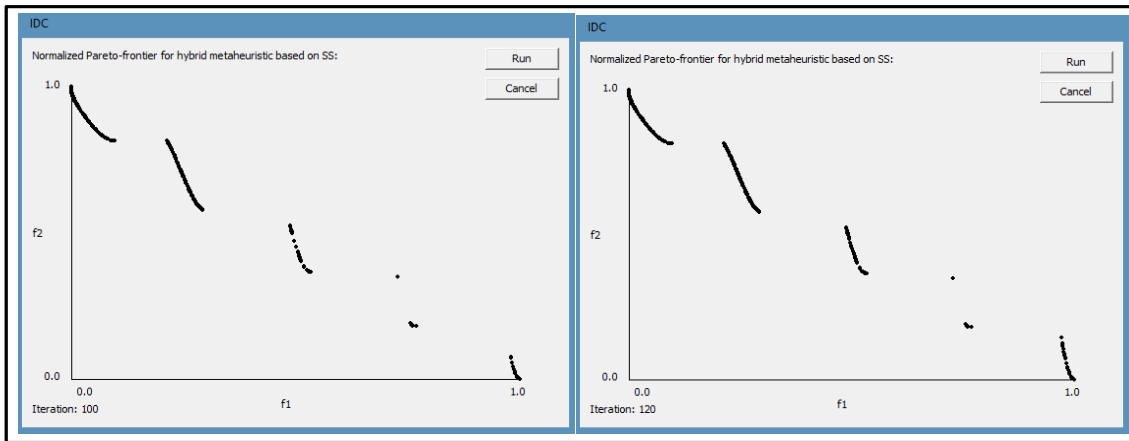 IDC
Normalized Pareto-frontier for hybrid metaheuristic based on SS:
Run
Cancel
1.0
f2
0.0
0.0
1.0
f1
Iteration: 100
IDC
Normalized Pareto-frontier for hybrid metaheuristic based on SS:
Run
Cancel
1.0
f2
0.0
0.0
1.0
f1
Iteration: 120